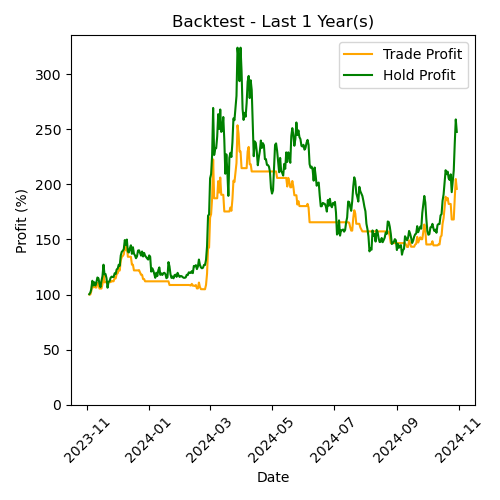 Backtest - Last 1 Year(s)
Trade Profit
Hold Profit
Profit (%)
300
250
200
150
100
50
0
2023-11
2024-01
2024-03
2024-05
2024-07
2024-09
2024-11
Date